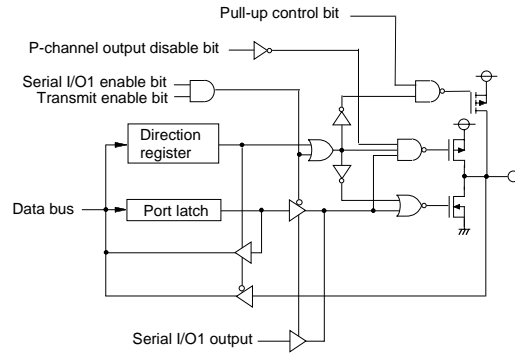 Pull-up control bit
P-channel output disable bit
Serial I/O1 enable bit
Transmit enable bit
Direction
register
Data bus
Port latch
Serial I/O1 output